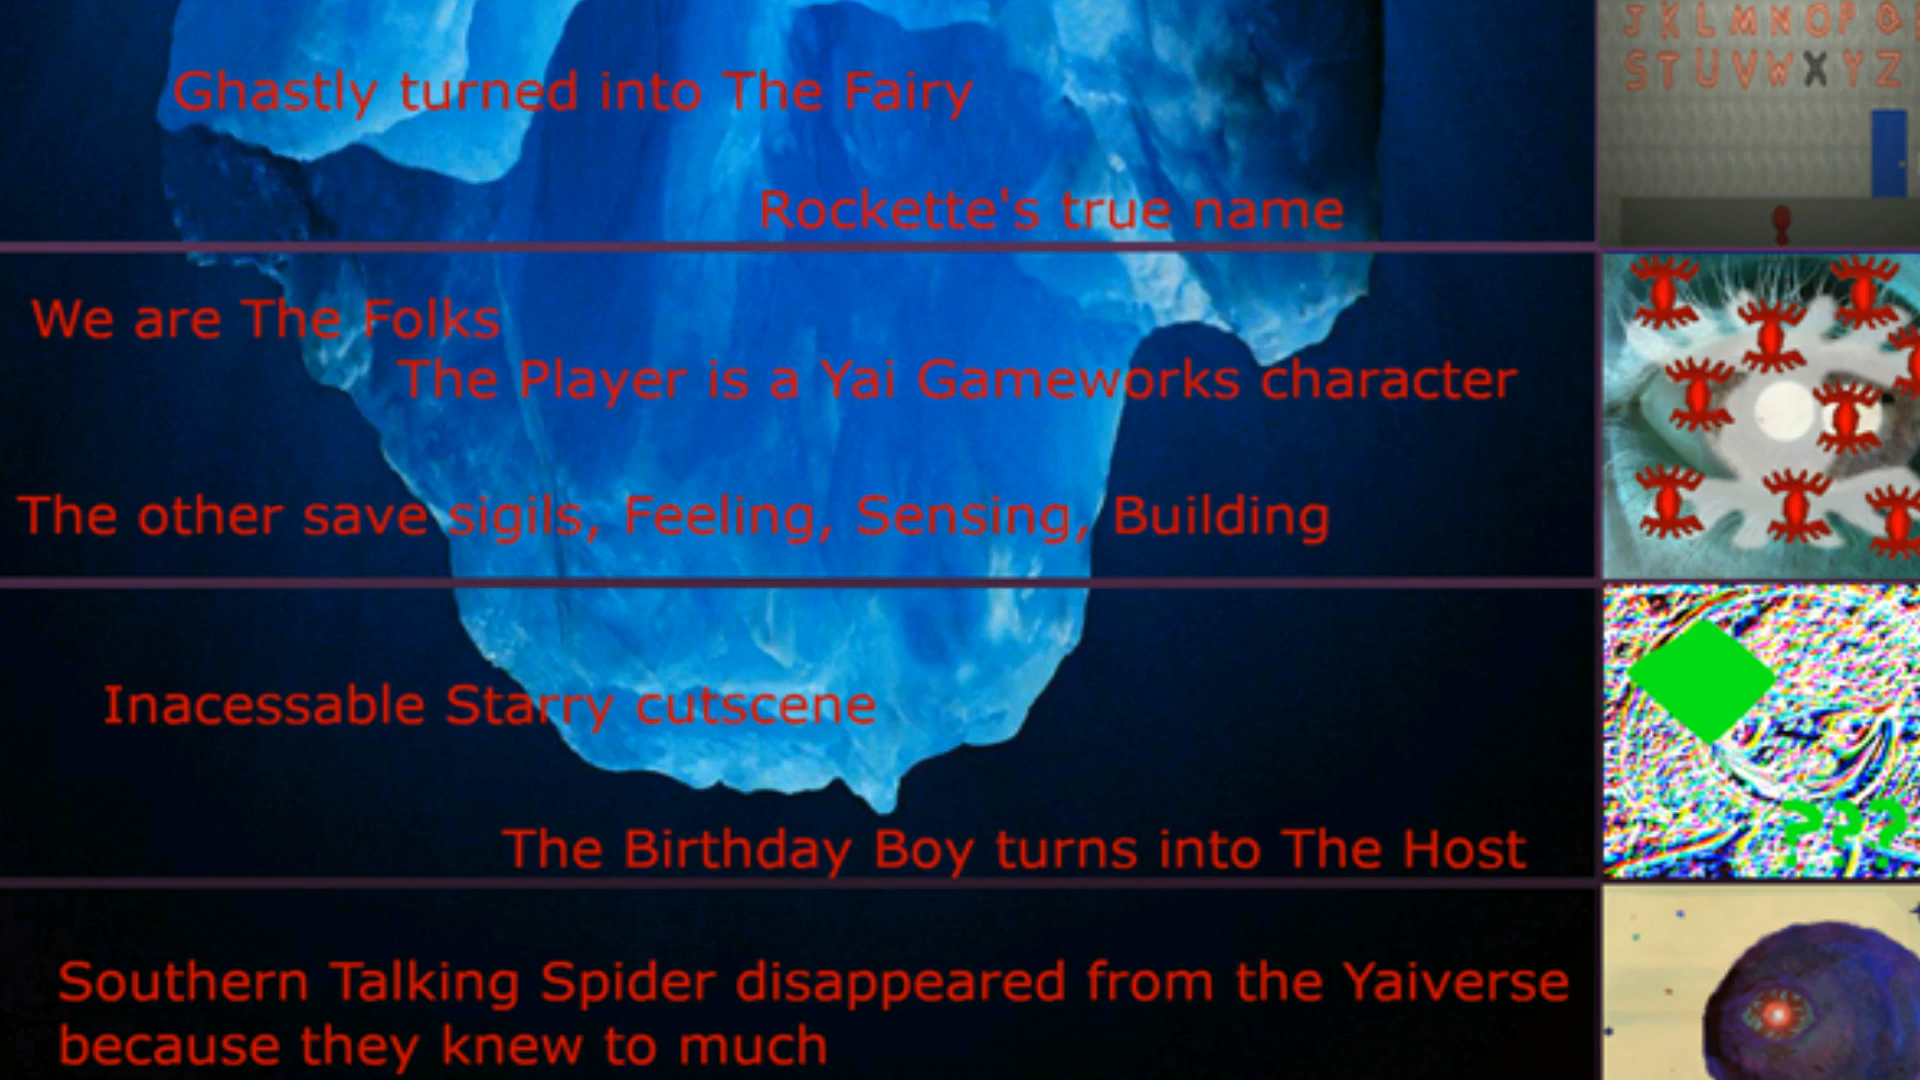 J K L M N O P Q
S T U V W X Y Z
Ghastly turned into The Fairy
Rockette's true name
We are The Folks
The Player is a Yai Gameworks character
The other save sigils, Feeling, Sensing, Building
Inacessable Starry cutscene
???
The Birthday Boy turns into The Host
Southern Talking Spider disappeared from the Yaiverse
because they knew to much